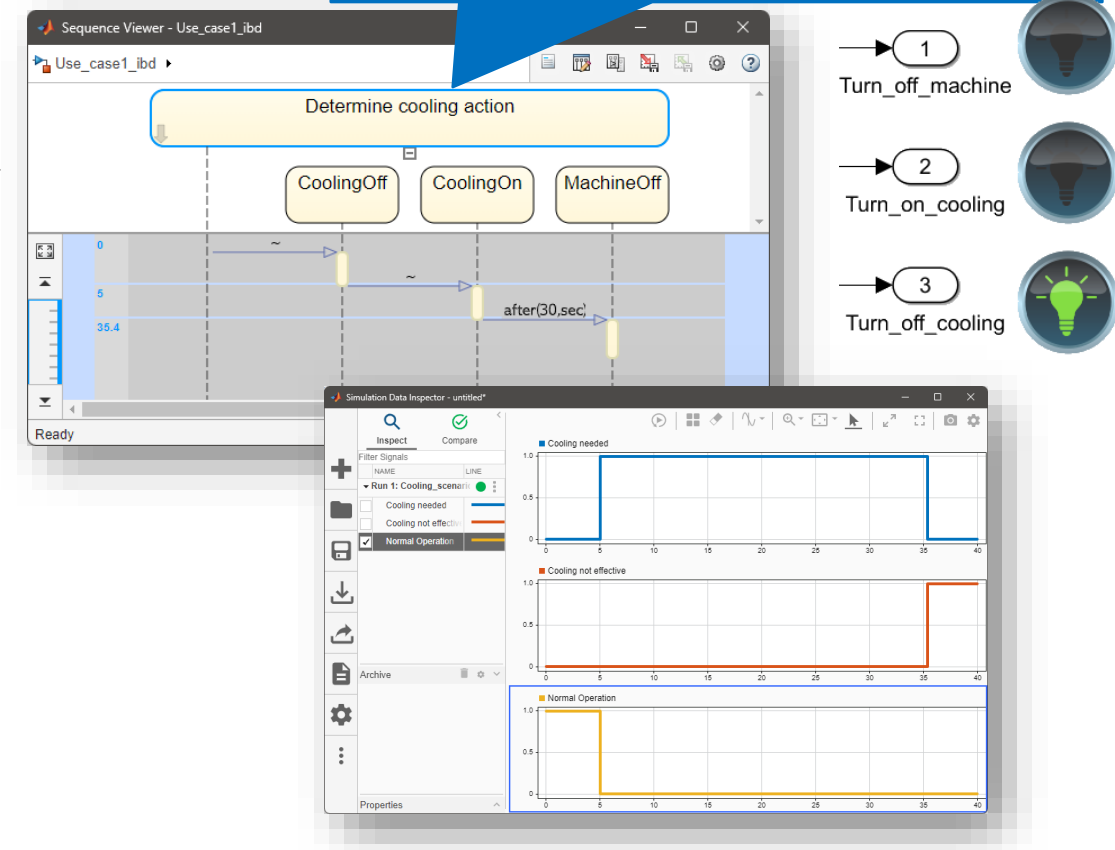 Sequence Viewer - Use_case1_ibd
Use_case1_ibd
Determine cooling action
CoolingOff
CoolingOn
MachineOff
0
~
~
5
after(30,sec)
35.4
Ready
1
Turn_off_machine
2
Turn_on_cooling
3
Turn_off_cooling
Simulation Data Inspector - untitled*
Inspect
Compare
Filter Signals
NAME
LINE
Run 1: Cooling_scenario
Cooling needed
Cooling not effective
Normal Operation
Archive
Properties
Cooling needed
1.0
0.5
0
0 5 10 15 20 25 30 35 40
Cooling not effective
1.0
0.5
0
0 5 10 15 20 25 30 35 40
Normal Operation
1.0
0.5
0
0 5 10 15 20 25 30 35 40